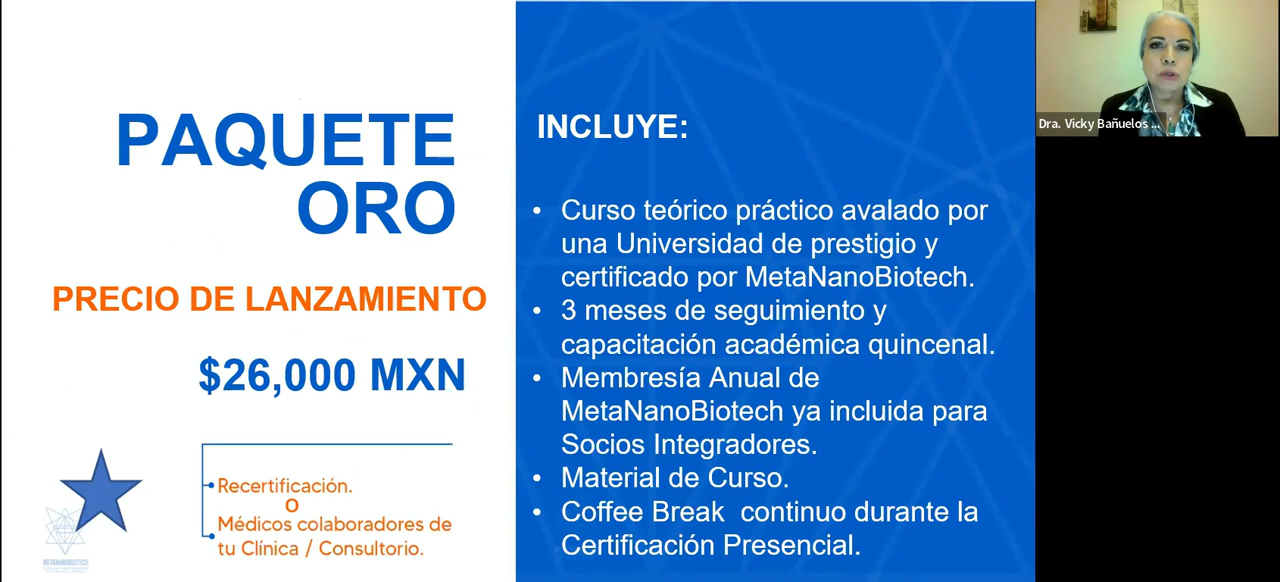 PAQUETE
ORO
PRECIO DE LANZAMIENTO
$26,000 MXN
Recertificación.
O
Médicos colaboradores de
tu Clínica / Consultorio.
METANANOBIOTECH
INCLUYE:
• Curso teórico práctico avalado por
una Universidad de prestigio y
certificado por MetaNanoBiotech.
• 3 meses de seguimiento y
capacitación académica quincenal.
• Membresía Anual de
MetaNanoBiotech ya incluida para
Socios Integradores.
• Material de Curso.
• Coffee Break continuo durante la
Certificación Presencial.
Dra. Vicky Bañuelos ...